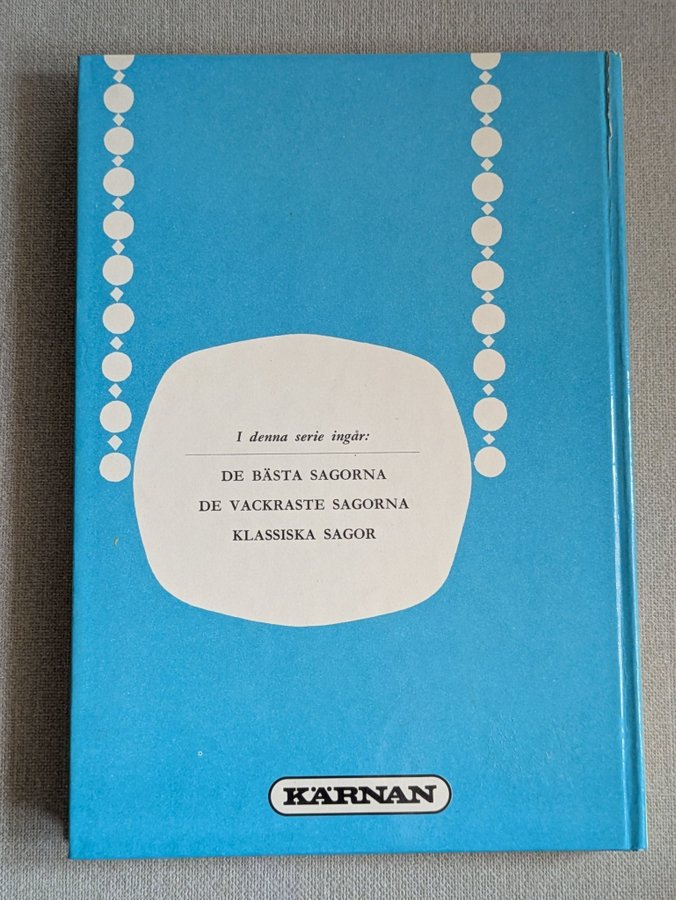 I denna serie ingår:
DE BÄSTA SAGORNA
DE VACKRASTE SAGORNA
KLASSISKA SAGOR
KÄRNAN